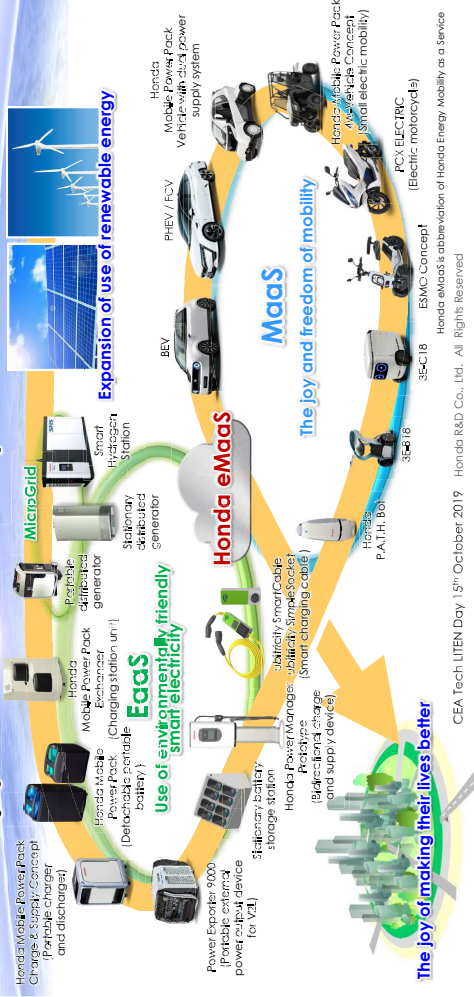 Honda Mobile Power Pack
Charge & Supply Concept
(Portable charger
and discharger)
Honda Mobile
Power Pack
(Detachable portable
battery)
Honda
Mobile Power Pack
Exchanger
(Charging station unit)
Portable
distributed
generator
MicroGrid
Stationary
distributed
generator
Smart
Hydrogen
Station
SHS
Expansion of use of renewable energy
EaaS
Use of environmentally friendly
smart electricity
Power Exporter 9000
(Portable external
power output device
for V2L)
Stationary battery
storage station
Honda Power Manager
Prototype
(Bidirectional charge
and supply device)
ubitricity SmartCable
ubitricity SimpleSocket
(Smart charging cable)
Honda eMaaS
BEV
PHEV / FCV
Honda
Mobile Power Pack
Vehicle with dual power
supply system
MaaS
The joy and freedom of mobility
Honda Mobile Power Pack
4W-Vehicle Concept
(Small electric mobility)
PCX ELECTRIC
(Electric motorcycle)
ESMO Concept
3E-C18
3E-B18
Honda
P.A.T.H. Bot
The joy of making their lives better
Honda eMaaS is abbreviation of Honda Energy Mobility as a Service
CEA Tech LITEN Day 15th October 2019 Honda R&D Co., Ltd. All Rights Reserved